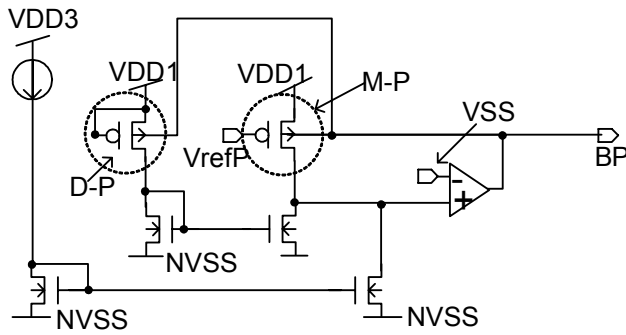 VDD3
VDD1
VDD1
M-P
VSS
VrefP
BP
D-P
-
+
NVSS
NVSS
NVSS